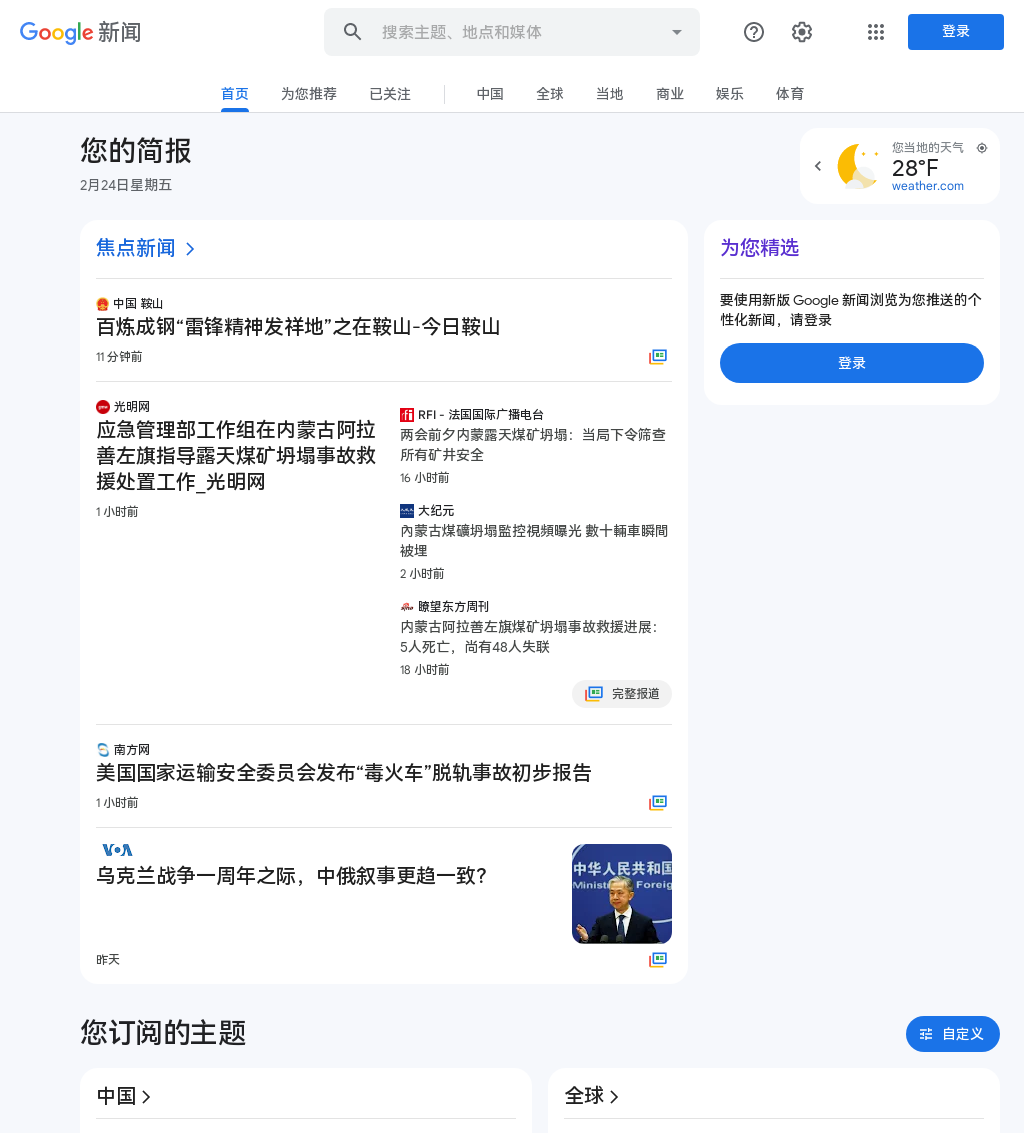 Google 新闻
搜索主题、地点和媒体
登录
首页
为您推荐
已关注
中国
全球
当地
商业
娱乐
体育
您的简报
2月24日星期五
您当地的天气
28°F
weather.com
焦点新闻
中国 鞍山
百炼成钢“雷锋精神发祥地”之在鞍山-今日鞍山
11 分钟前
光明网
应急管理部工作组在内蒙古阿拉
善左旗指导露天煤矿坍塌事故救
援处置工作_光明网
1 小时前
RFI - 法国国际广播电台
两会前夕内蒙露天煤矿坍塌：当局下令筛查
所有矿井安全
16 小时前
大纪元
內蒙古煤礦坍塌監控視頻曝光 數十輛車瞬間
被埋
2 小时前
瞭望东方周刊
内蒙古阿拉善左旗煤矿坍塌事故救援进展：
5人死亡，尚有48人失联
18 小时前
完整报道
南方网
美国国家运输安全委员会发布“毒火车”脱轨事故初步报告
1 小时前
VOA
乌克兰战争一周年之际，中俄叙事更趋一致？
中华人民共和国
Ministry Foreig
昨天
为您精选
要使用新版 Google 新闻浏览为您推送的个
性化新闻，请登录
登录
您订阅的主题
自定义
中国
全球